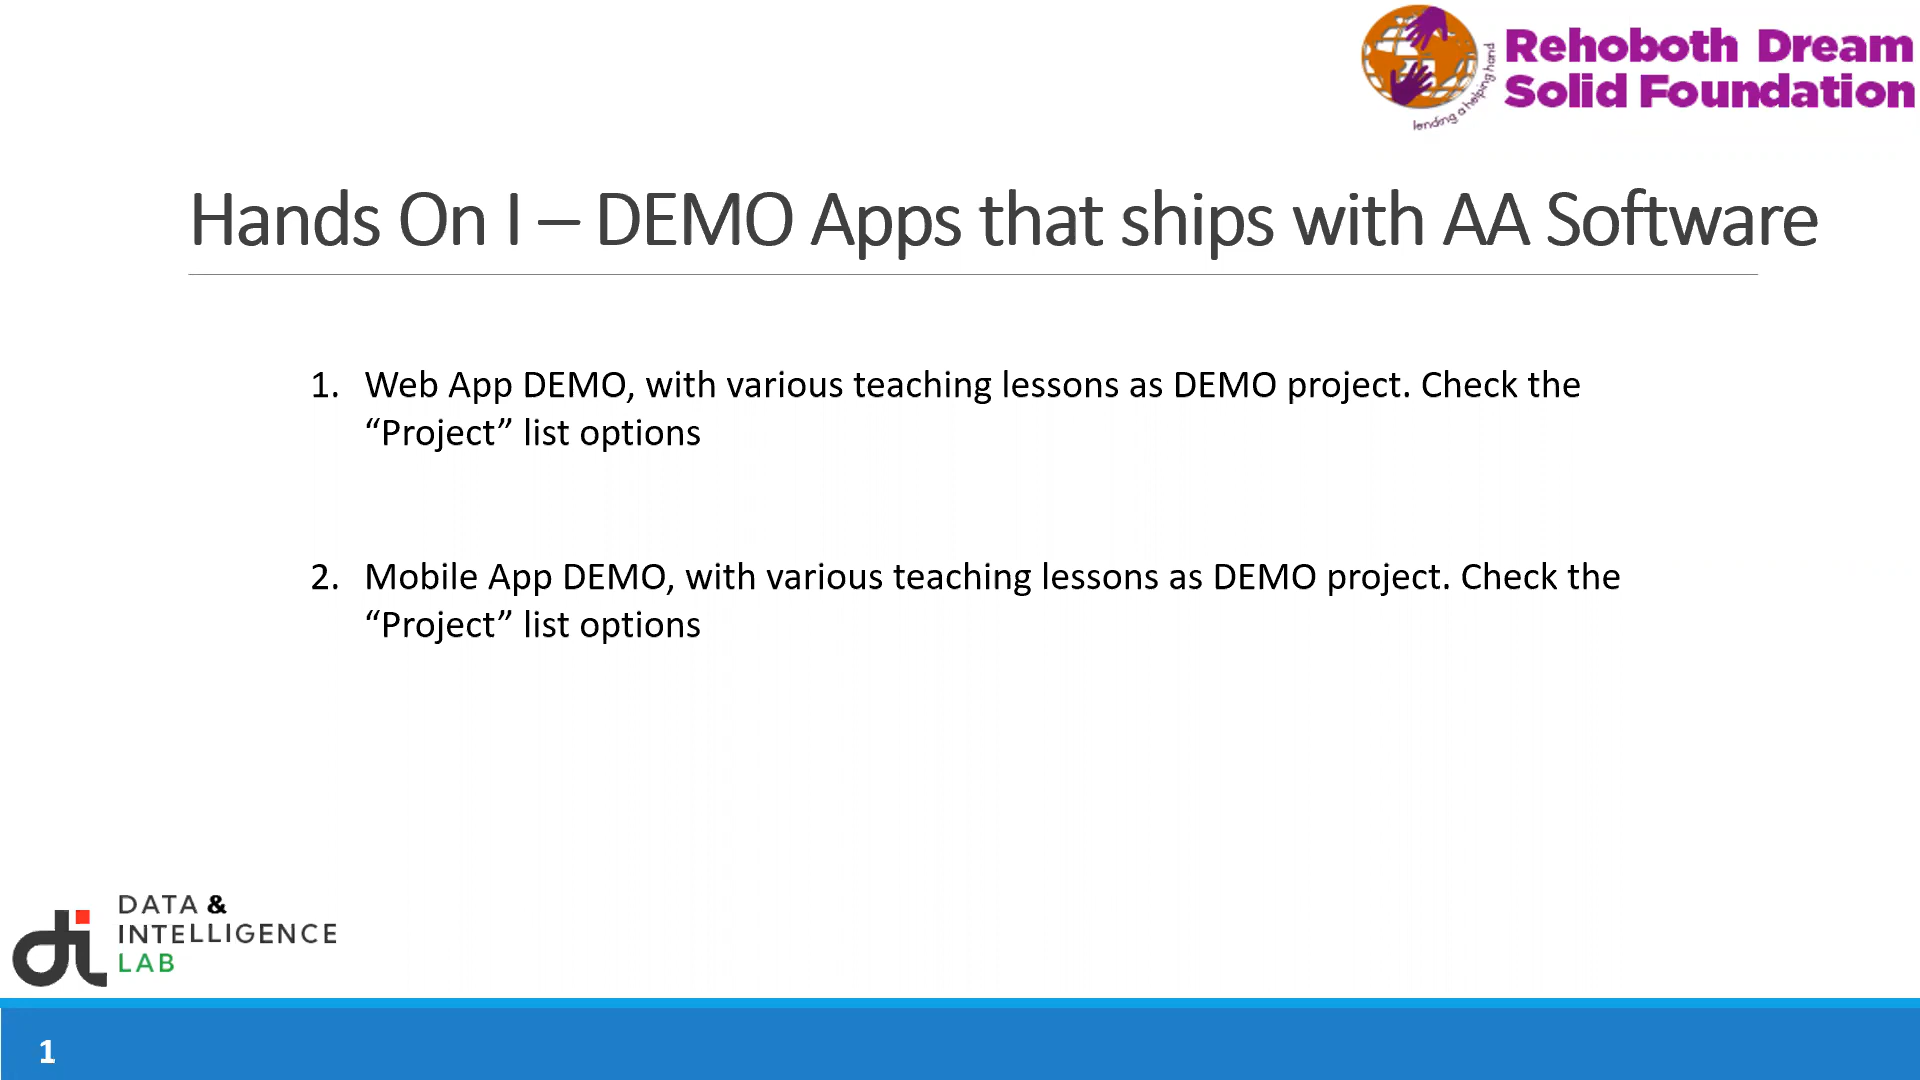 Rehoboth Dream
Solid Foundation
lending a helping hand
Hands On I – DEMO Apps that ships with AA Software
1. Web App DEMO, with various teaching lessons as DEMO project. Check the
“Project” list options
2. Mobile App DEMO, with various teaching lessons as DEMO project. Check the
“Project” list options
di
DATA &
INTELLIGENCE
LAB
1